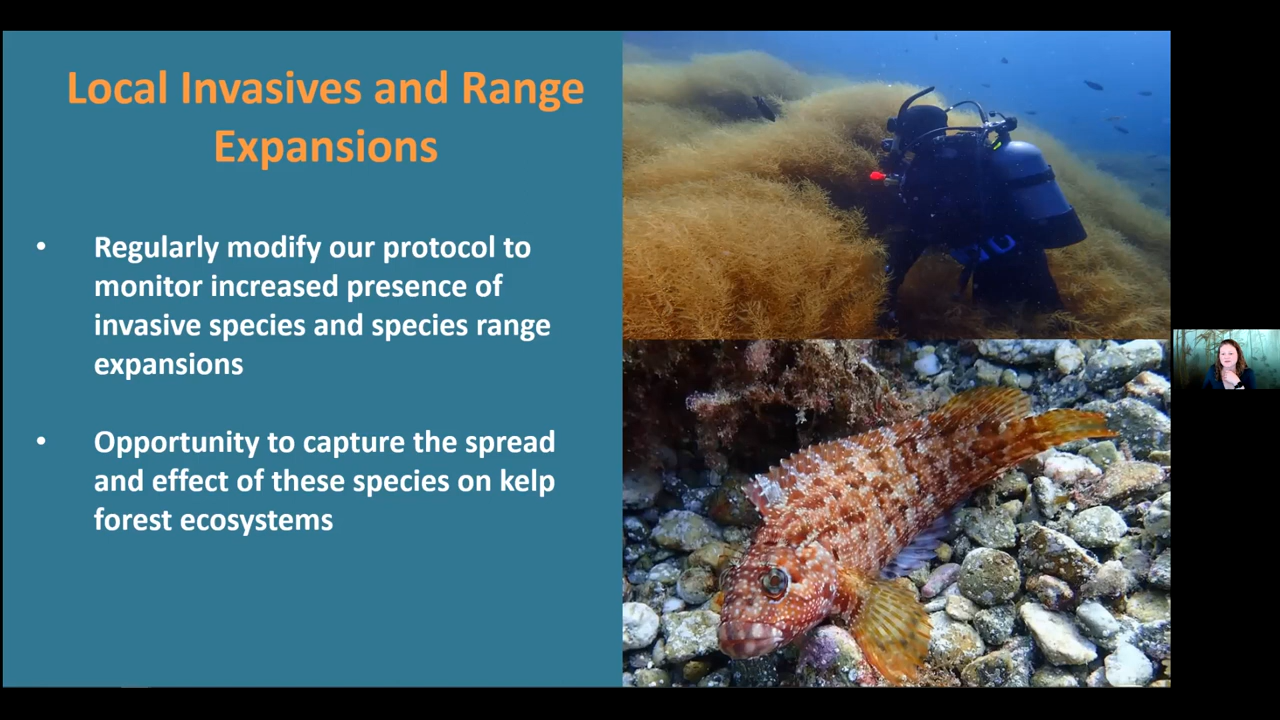 Local Invasives and Range
Expansions
• Regularly modify our protocol to
monitor increased presence of
invasive species and species range
expansions
• Opportunity to capture the spread
and effect of these species on kelp
forest ecosystems